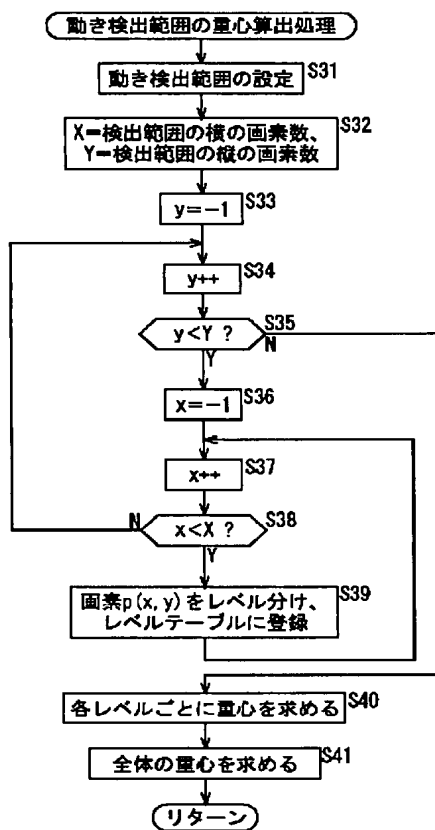 動き検出範囲の重心算出処理
動き検出範囲の設定
S31
X=検出範囲の横の画素数、
Y=検出範囲の縦の画素数
S32
y=-1
S33
y++
S34
y<Y ?
S35
N
Y
x=-1
S36
x++
S37
x<X ?
S38
N
Y
画素p(x,y)をレベル分け、
レベルテーブルに登録
S39
各レベルごとに重心を求める
S40
全体の重心を求める
S41
リターン